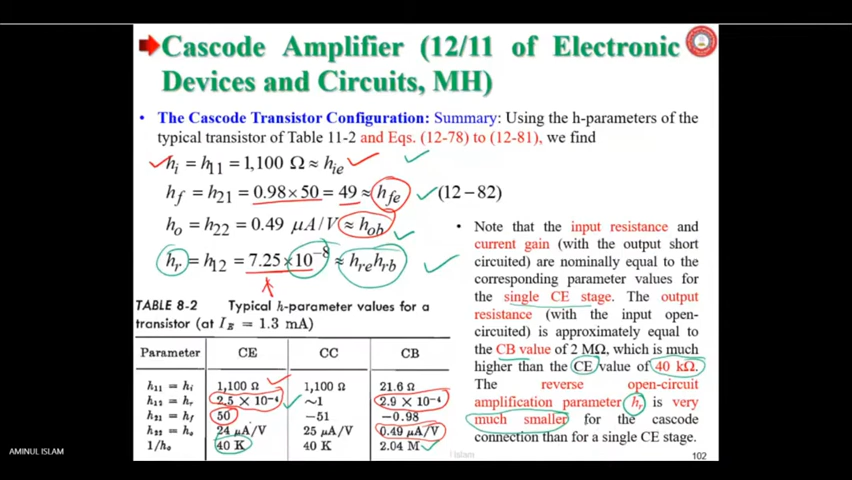 Cascode Amplifier (12/11 of Electronic
Devices and Circuits, MH)
• The Cascode Transistor Configuration: Summary: Using the h-parameters of the
typical transistor of Table 11-2 and Eqs. (12-78) to (12-81), we find
hi = h11 = 1,100 Ω ≈ hie
hf = h21 = 0.98 × 50 = 49 ≈ hfe (12−82)
ho = h22 = 0.49 μA/V ≈ hob
hr = h12 = 7.25 × 10⁻⁸ ≈ hre hrb
• Note that the input resistance and
current gain (with the output short
circuited) are nominally equal to the
corresponding parameter values for
the single CE stage. The output
resistance (with the input open-
circuited) is approximately equal to
the CB value of 2 MΩ, which is much
higher than the CE value of 40 kΩ.
The reverse open-circuit
amplification parameter hr is very
much smaller for the cascode
connection than for a single CE stage.
TABLE 8-2 Typical h-parameter values for a
transistor (at IE = 1.3 mA)
Parameter CE CC CB
h11 = hi 1,100 Ω 1,100 Ω 21.6 Ω
h12 = hr 2.5 × 10⁻⁴ ~1 2.9 × 10⁻⁴
h21 = hf 50 −51 −0.98
h22 = ho 24 μA/V 25 μA/V 0.49 μA/V
1/ho 40 K 40 K 2.04 M
AMINUL ISLAM
102